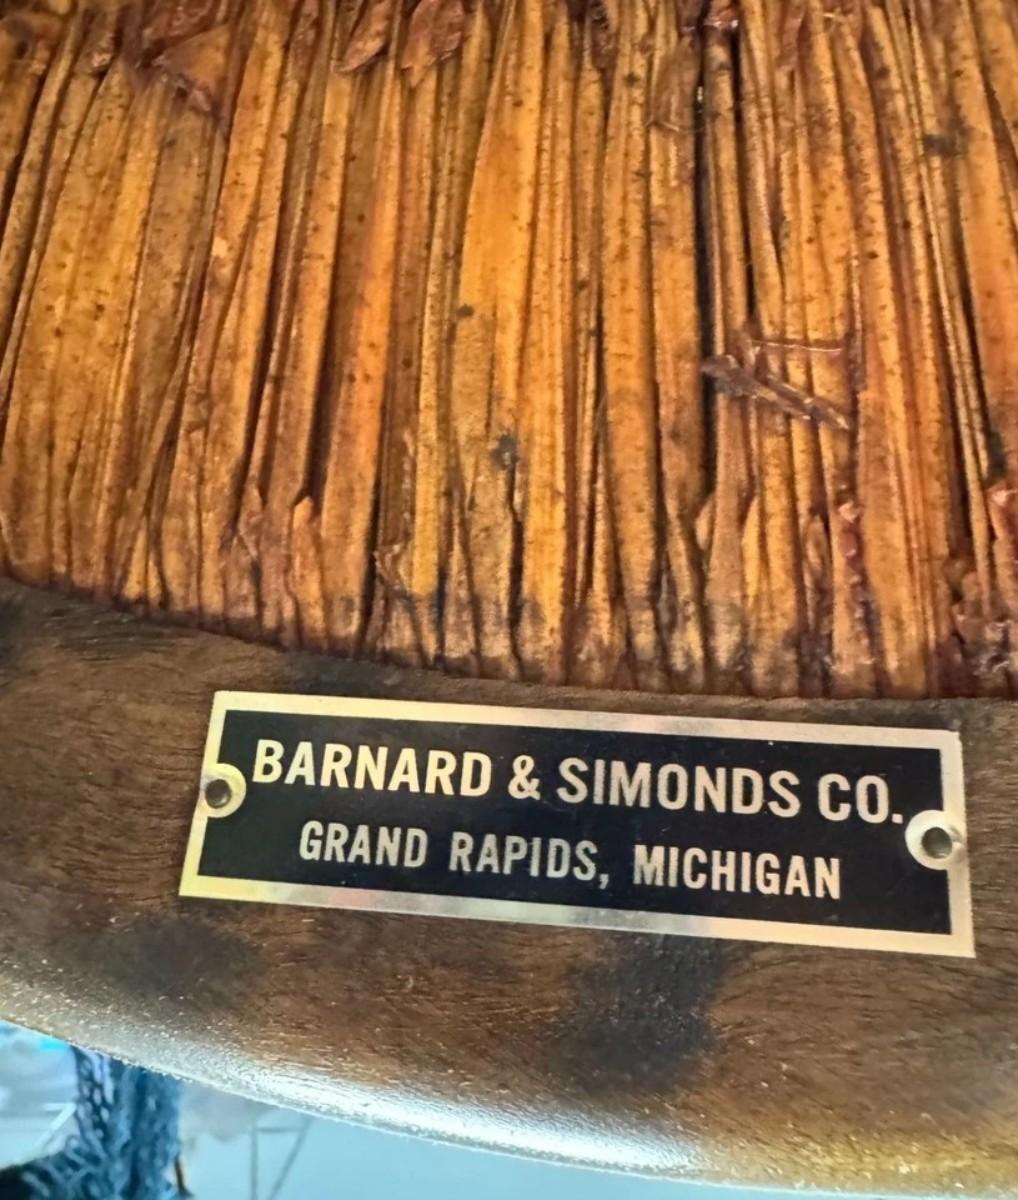 BARNARD & SIMONDS CO.
GRAND RAPIDS, MICHIGAN